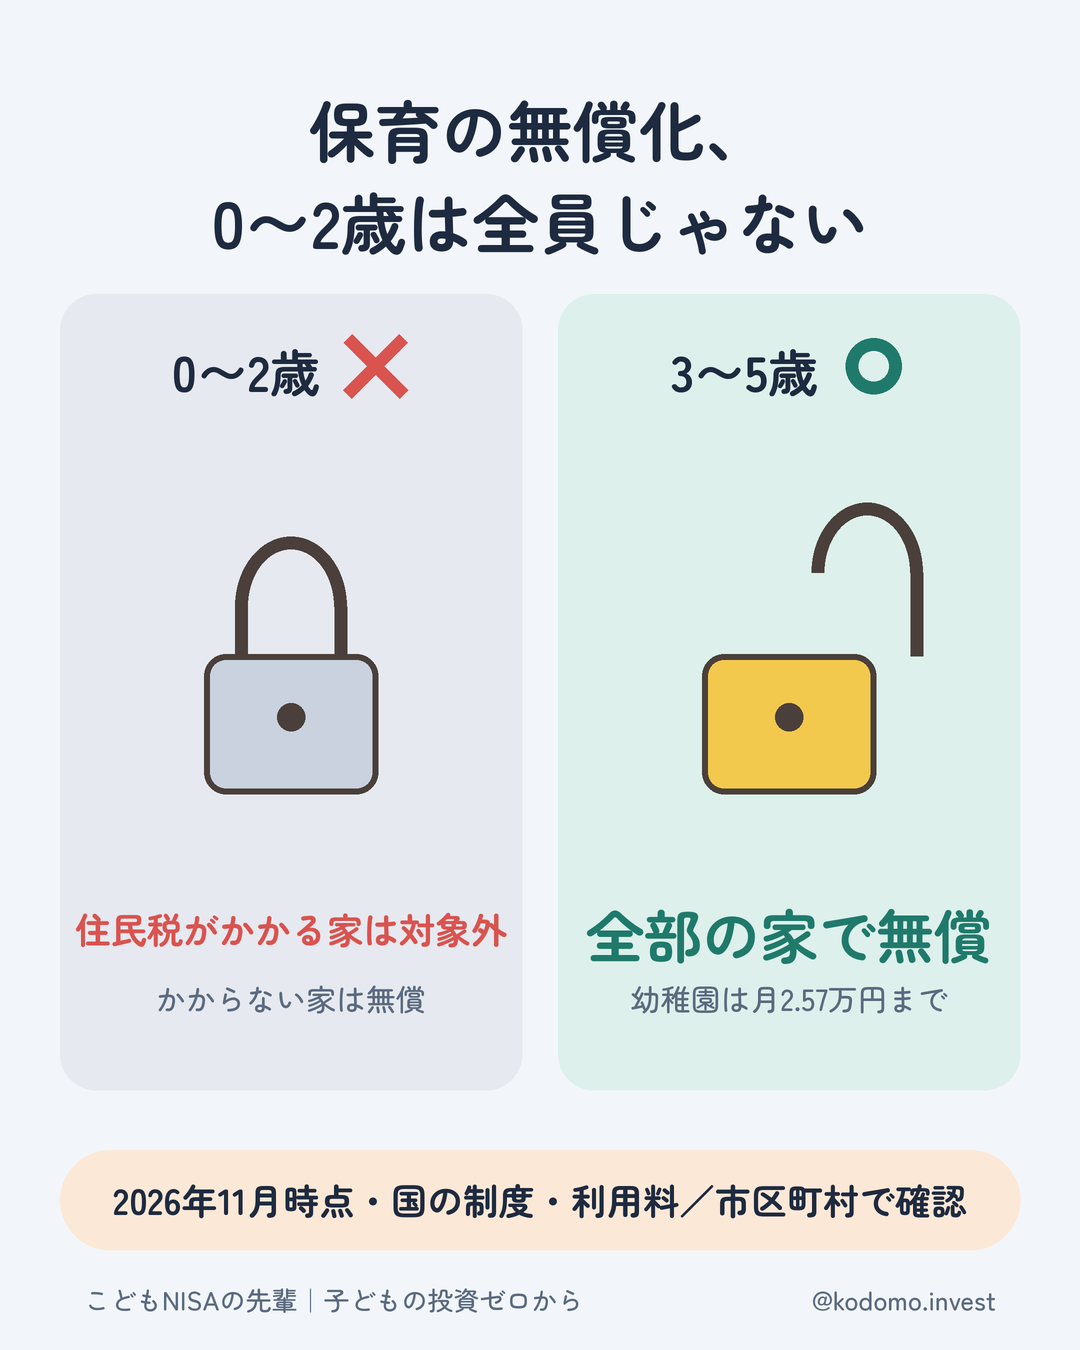 保育の無償化、
0〜2歳は全員じゃない
0〜2歳 ✕
3〜5歳 ○
住民税がかかる家は対象外
かからない家は無償
全部の家で無償
幼稚園は月2.57万円まで
2026年11月時点・国の制度・利用料／市区町村で確認
こどもNISAの先輩｜子どもの投資ゼロから
@kodomo.invest